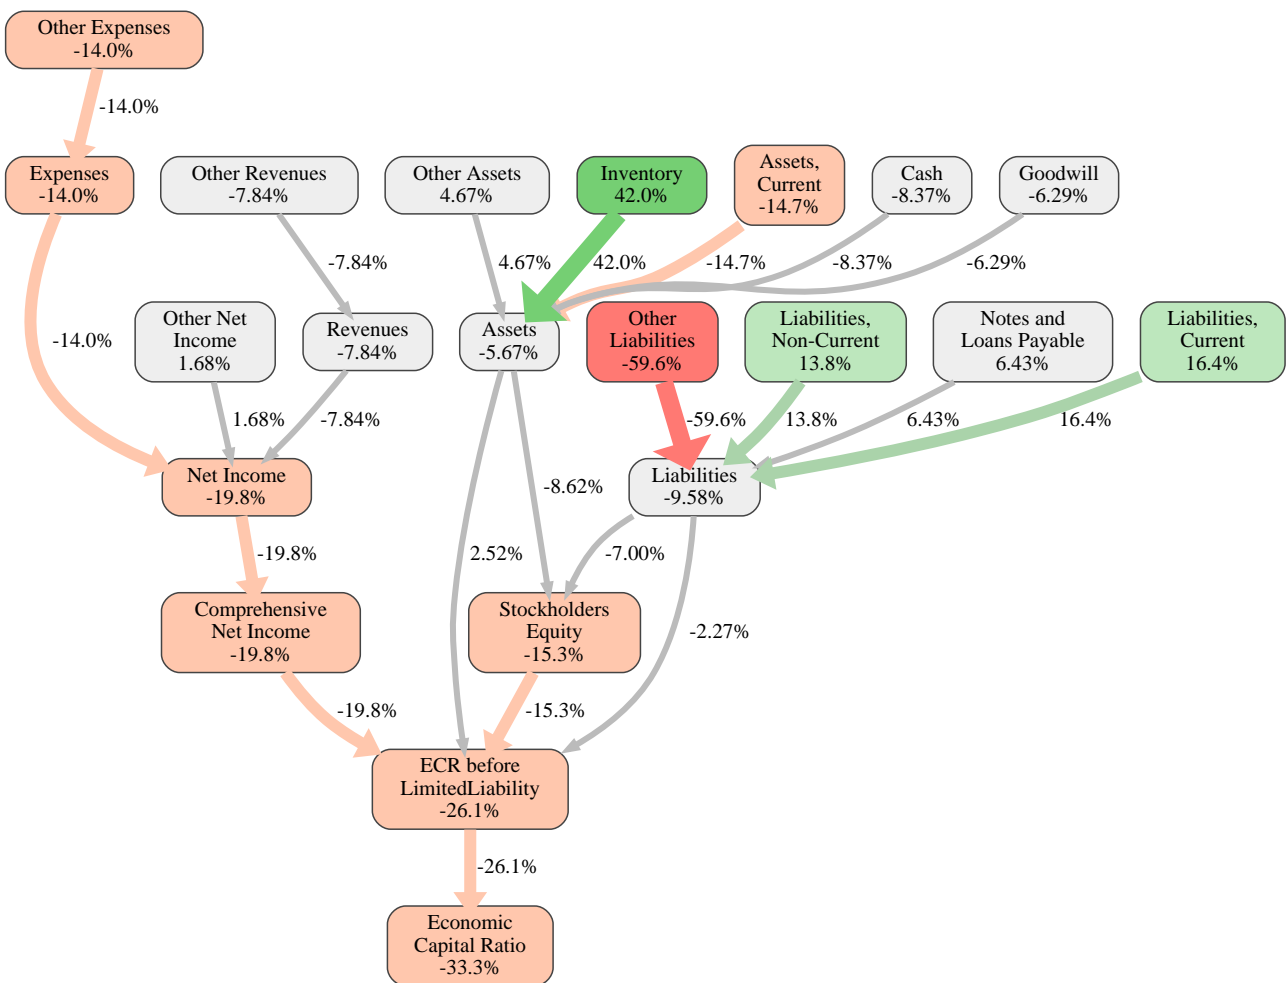 Other Expenses
-14.0%
-14.0%
Expenses
-14.0%
Other Revenues
-7.84%
Other Assets
4.67%
Inventory
42.0%
Assets,
Current
-14.7%
Cash
-8.37%
Goodwill
-6.29%
-7.84%
4.67%
42.0%
-14.7%
-8.37%
-6.29%
-14.0%
Other Net
Income
1.68%
Revenues
-7.84%
Assets
-5.67%
Other
Liabilities
-59.6%
Liabilities,
Non-Current
13.8%
Notes and
Loans Payable
6.43%
Liabilities,
Current
16.4%
1.68%
-7.84%
-59.6%
13.8%
6.43%
16.4%
Net Income
-19.8%
-8.62%
Liabilities
-9.58%
-19.8%
2.52%
-7.00%
Comprehensive
Net Income
-19.8%
Stockholders
Equity
-15.3%
-2.27%
-19.8%
-15.3%
ECR before
LimitedLiability
-26.1%
-26.1%
Economic
Capital Ratio
-33.3%